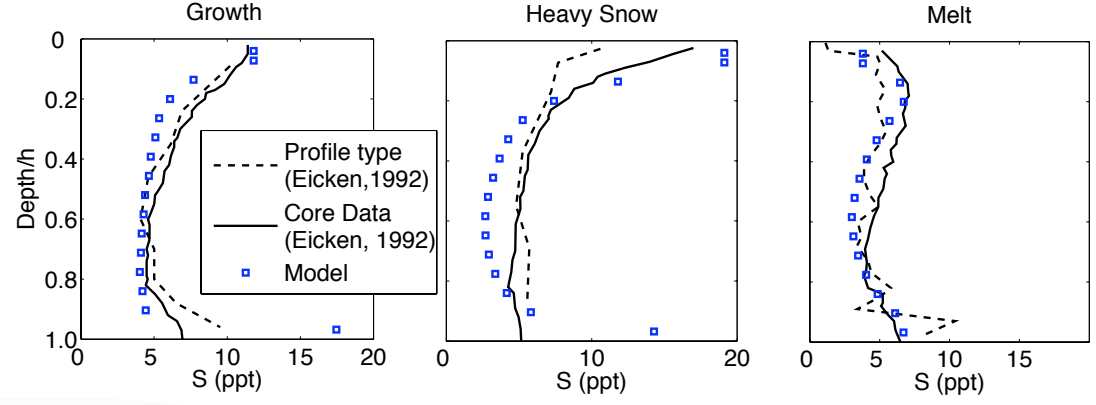 Growth
Heavy Snow
Melt
0
0.2
0.4
0.6
0.8
1.0
Depth/h
Profile type
(Eicken,1992)
Core Data
(Eicken, 1992)
Model
0 5 10 15 20
0 10 20
0 5 10 15
S (ppt)
S (ppt)
S (ppt)